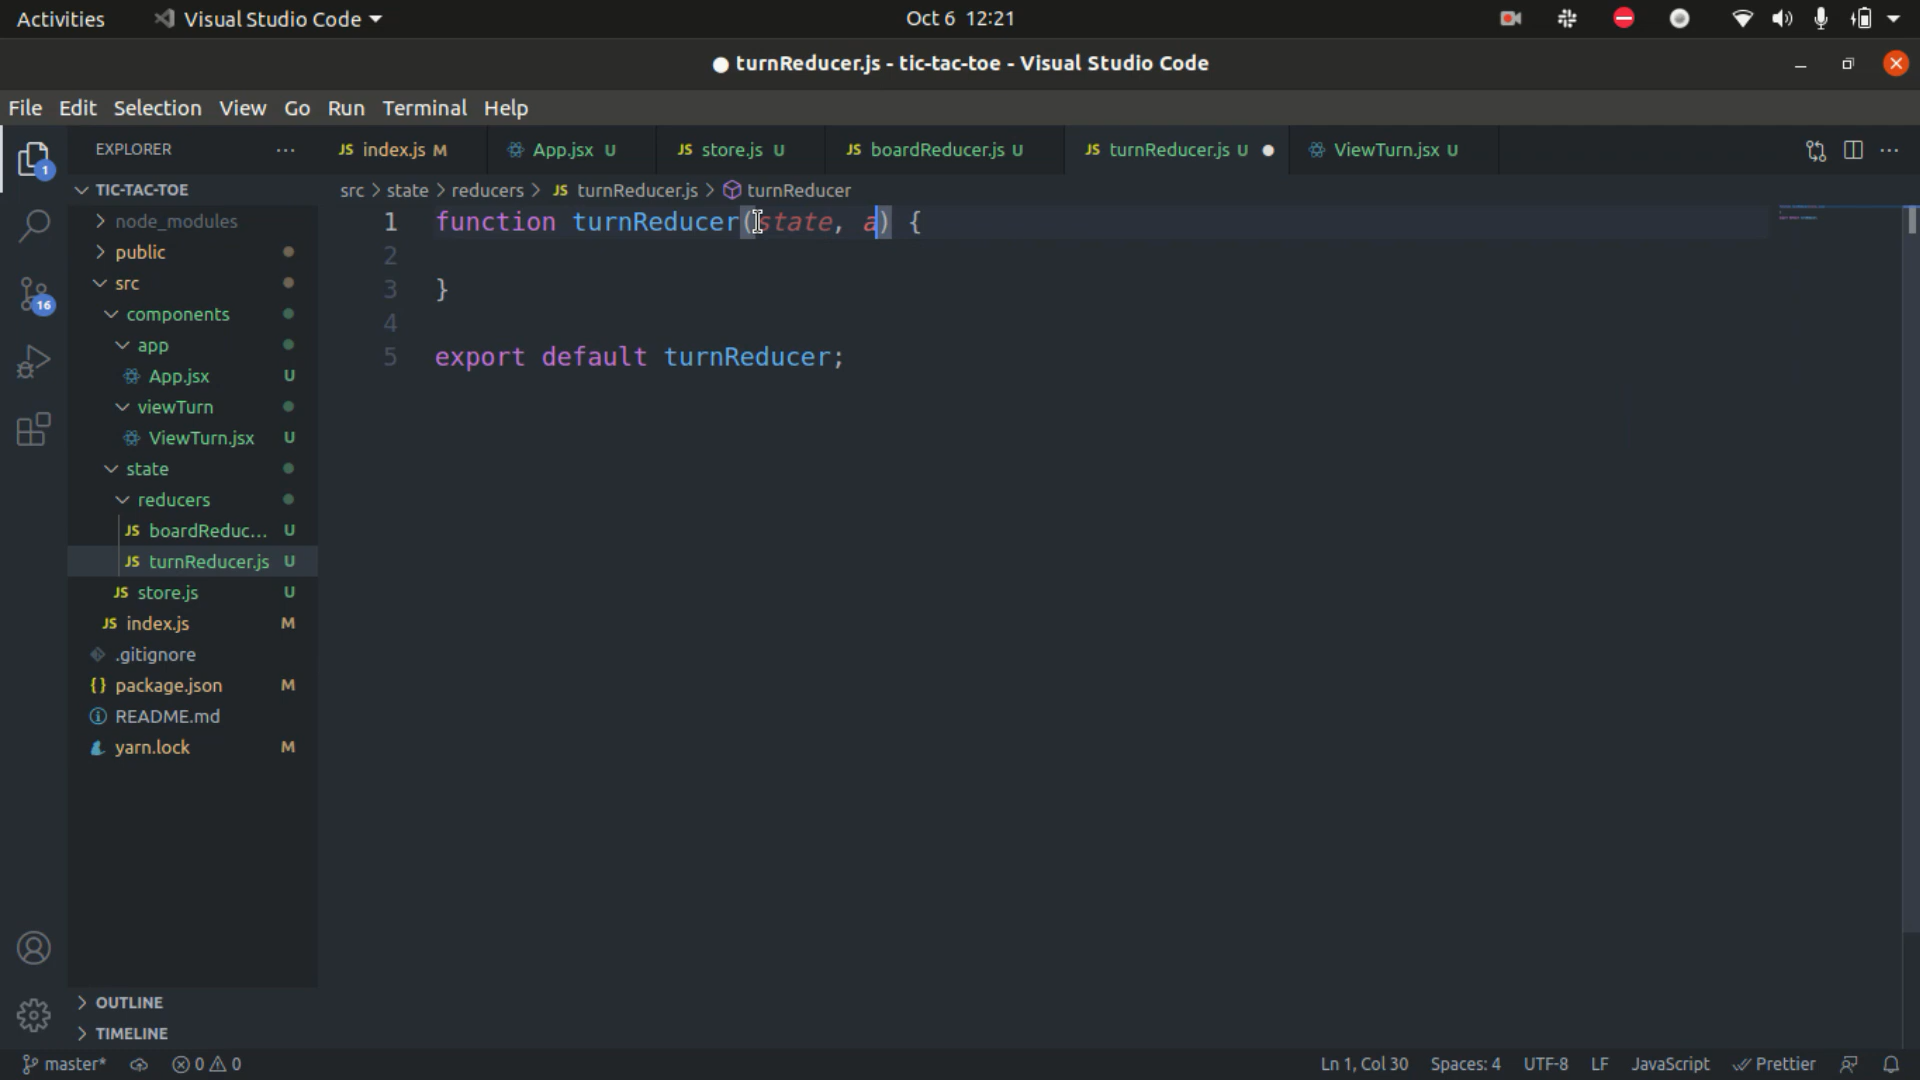 Activities Visual Studio Code Oct 6 12:21
turnReducer.js - tic-tac-toe - Visual Studio Code
File Edit Selection View Go Run Terminal Help
EXPLORER ... JS index.js M App.jsx U JS store.js U JS boardReducer.js U JS turnReducer.js U ViewTurn.jsx U ...
1
TIC-TAC-TOE src > state > reducers > JS turnReducer.js > turnReducer
node_modules
public
src
16
components
app
App.jsx U
viewTurn
ViewTurn.jsx U
state
reducers
JS boardReduc... U
JS turnReducer.js U
JS store.js U
JS index.js M
.gitignore
{} package.json M
README.md
yarn.lock M
OUTLINE
TIMELINE
1 function turnReducer(state, a) {
2
3 }
4
5 export default turnReducer;
master* 0 0 Ln 1, Col 30 Spaces: 4 UTF-8 LF JavaScript Prettier